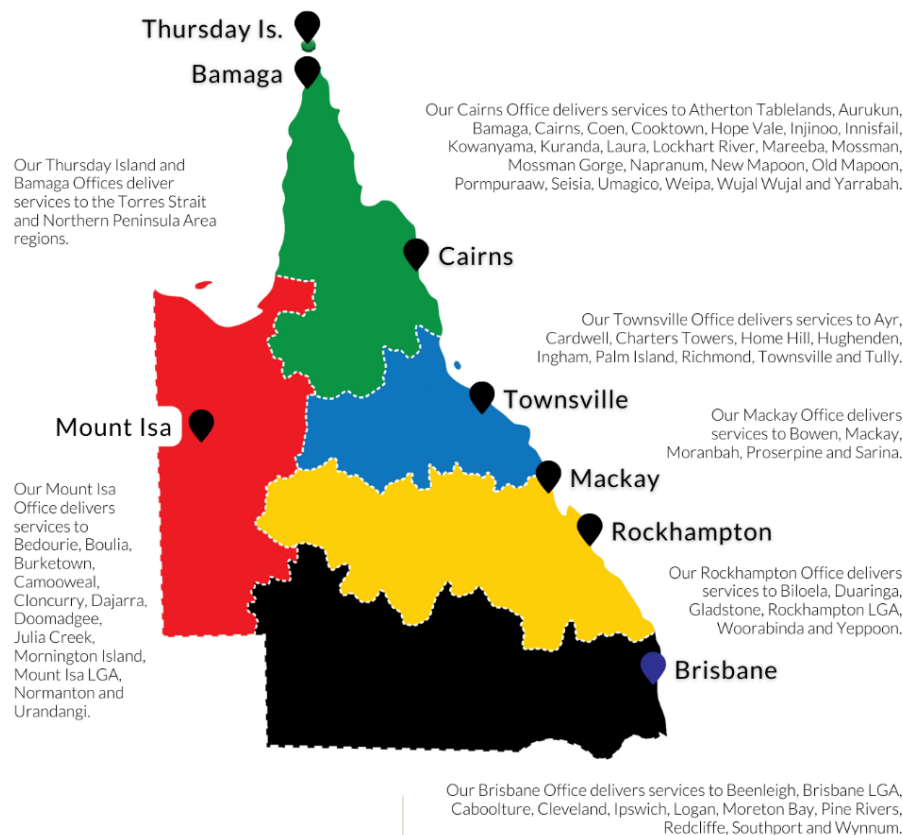 Thursday Is.
Bamaga
Our Cairns Office delivers services to Atherton Tablelands, Aurukun,
Bamaga, Cairns, Coen, Cooktown, Hope Vale, Injinoo, Innisfail,
Kowanyama, Kuranda, Laura, Lockhart River, Mareeba, Mossman,
Mossman Gorge, Napranum, New Mapoon, Old Mapoon,
Pormpuraaw, Seisia, Umagico, Weipa, Wujal Wujal and Yarrabah.
Our Thursday Island and
Bamaga Offices deliver
services to the Torres Strait
and Northern Peninsula Area
regions.
Cairns
Our Townsville Office delivers services to Ayr,
Cardwell, Charters Towers, Home Hill, Hughenden,
Ingham, Palm Island, Richmond, Townsville and Tully.
Townsville
Mount Isa
Our Mackay Office delivers
services to Bowen, Mackay,
Moranbah, Proserpine and Sarina.
Mackay
Our Mount Isa
Office delivers
services to
Bedourie, Boulia,
Burketown,
Camooweal,
Cloncurry, Dajarra,
Doomadgee,
Julia Creek,
Mornington Island,
Mount Isa LGA,
Normanton and
Urandangi.
Rockhampton
Our Rockhampton Office delivers
services to Biloela, Duaringa,
Gladstone, Rockhampton LGA,
Woorabinda and Yeppoon.
Brisbane
Our Brisbane Office delivers services to Beenleigh, Brisbane LGA,
Caboolture, Cleveland, Ipswich, Logan, Moreton Bay, Pine Rivers,
Redcliffe, Southport and Wynnum.